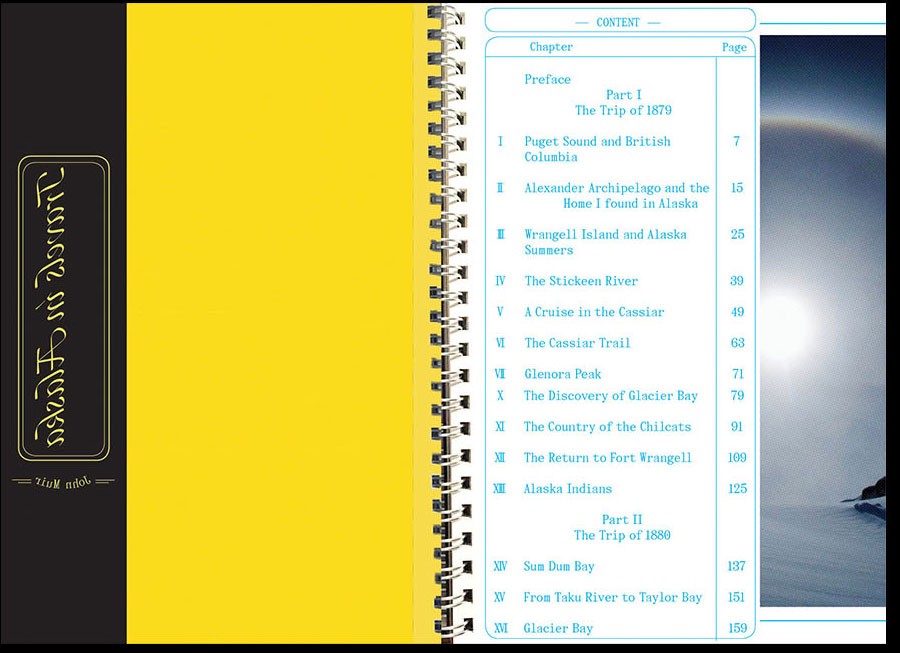 Travels in Alaska
John Muir
— CONTENT —
Chapter Page
Preface
Part I
The Trip of 1879
I Puget Sound and British 7
Columbia
II Alexander Archipelago and the 15
Home I found in Alaska
III Wrangell Island and Alaska 25
Summers
IV The Stickeen River 39
V A Cruise in the Cassiar 49
VI The Cassiar Trail 63
VII Glenora Peak 71
X The Discovery of Glacier Bay 79
XI The Country of the Chilcats 91
XII The Return to Fort Wrangell 109
XIII Alaska Indians 125
Part II
The Trip of 1880
XIV Sum Dum Bay 137
XV From Taku River to Taylor Bay 151
XVI Glacier Bay 159